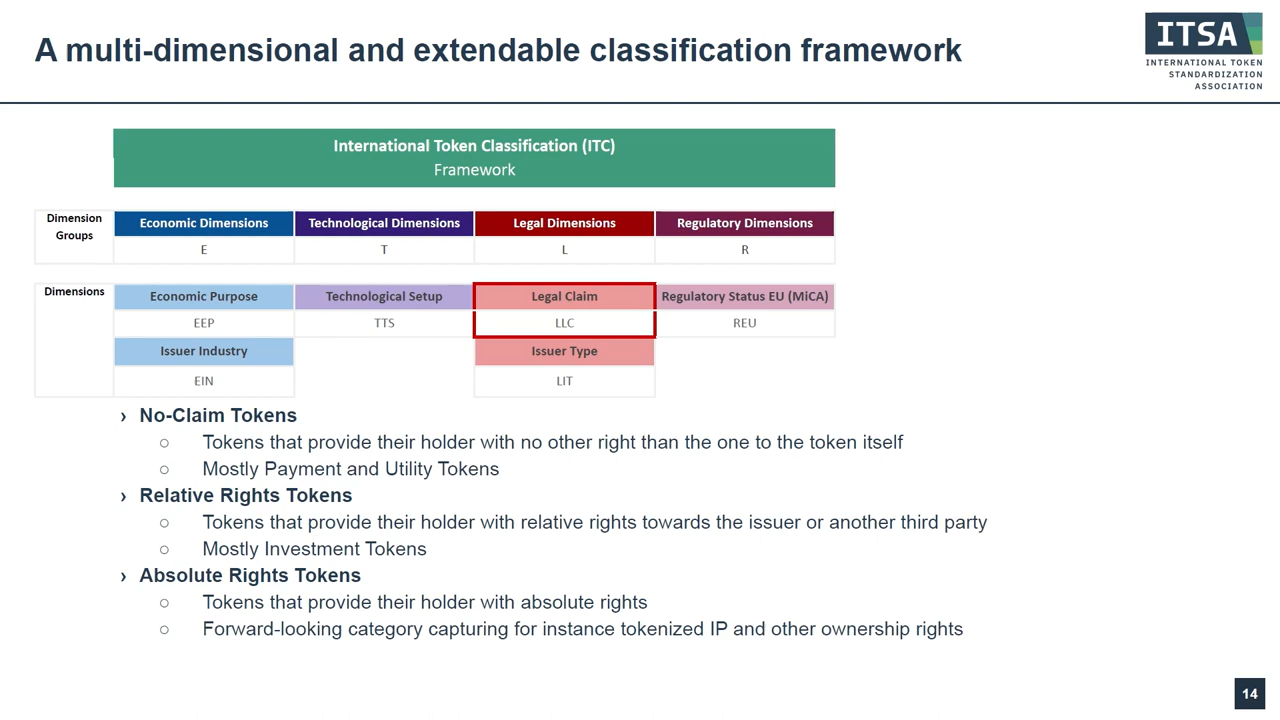 A multi-dimensional and extendable classification framework
ITSA
INTERNATIONAL TOKEN
STANDARDIZATION
ASSOCIATION
International Token Classification (ITC)
Framework
Dimension
Groups
Economic Dimensions
Technological Dimensions
Legal Dimensions
Regulatory Dimensions
E
T
L
R
Dimensions
Economic Purpose
Technological Setup
Legal Claim
Regulatory Status EU (MiCA)
EEP
TTS
LLC
REU
Issuer Industry
Issuer Type
EIN
LIT
› No-Claim Tokens
○ Tokens that provide their holder with no other right than the one to the token itself
○ Mostly Payment and Utility Tokens
› Relative Rights Tokens
○ Tokens that provide their holder with relative rights towards the issuer or another third party
○ Mostly Investment Tokens
› Absolute Rights Tokens
○ Tokens that provide their holder with absolute rights
○ Forward-looking category capturing for instance tokenized IP and other ownership rights
14